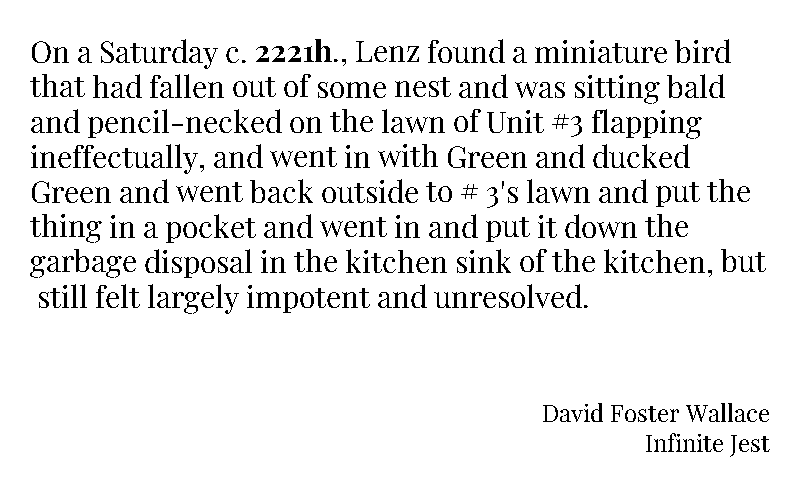 On a Saturday c. 2221h., Lenz found a miniature bird
that had fallen out of some nest and was sitting bald
and pencil-necked on the lawn of Unit #3 flapping
ineffectually, and went in with Green and ducked
Green and went back outside to # 3's lawn and put the
thing in a pocket and went in and put it down the
garbage disposal in the kitchen sink of the kitchen, but
still felt largely impotent and unresolved.
David Foster Wallace
Infinite Jest